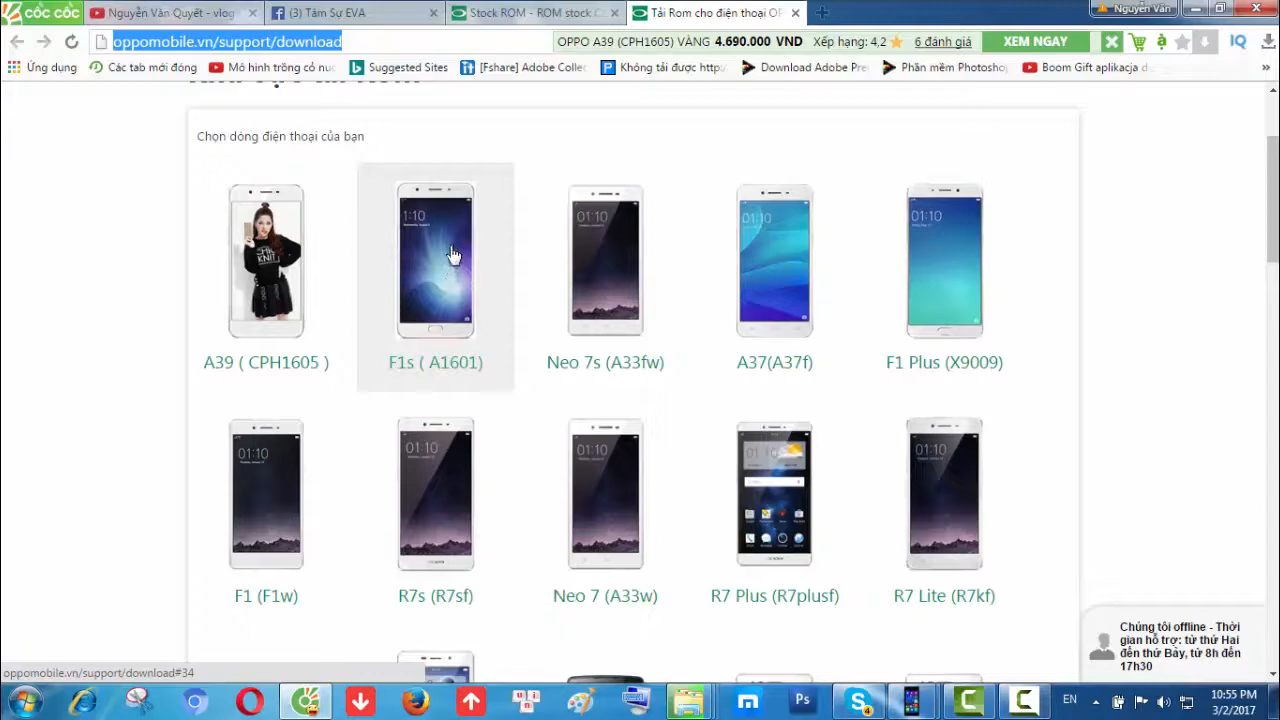 CỐC CỐC
Nguyễn Văn Quyết - vlog
(3) Tâm Sự EVA
Stock ROM - ROM stock C
Tải Rom cho điện thoại OP
Nguyễn Văn
oppomobile.vn/support/download
OPPO A39 (CPH1605) VÀNG 4.690.000 VND
Xếp hạng: 4,2
6 đánh giá
XEM NGAY
IQ
Ứng dụng
Các tab mới đóng
Mô hình trồng cỏ nu
Suggested Sites
[Fshare] Adobe Colle
Không tải được http
Download Adobe Pre
Phần mềm Photosho
Boom Gift aplikacja d
»
Chọn dòng điện thoại của bạn
A39 ( CPH1605 )
F1s ( A1601)
Neo 7s (A33fw)
A37(A37f)
F1 Plus (X9009)
F1 (F1w)
R7s (R7sf)
Neo 7 (A33w)
R7 Plus (R7plusf)
R7 Lite (R7kf)
Chúng tôi offline - Thời
gian hỗ trợ: từ thứ Hai
đến thứ Bảy, từ 8h đến
17h30
oppomobile.vn/support/download#34
EN
10:55 PM
3/2/2017